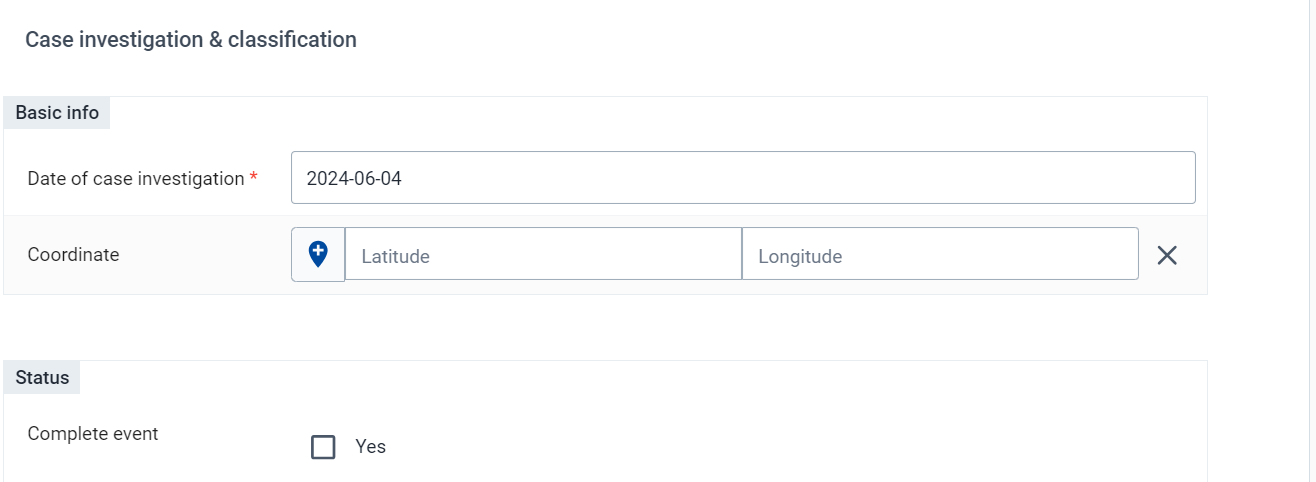 Case investigation & classification
Basic info
Date of case investigation * 2024-06-04
Coordinate Latitude Longitude
Status
Complete event Yes